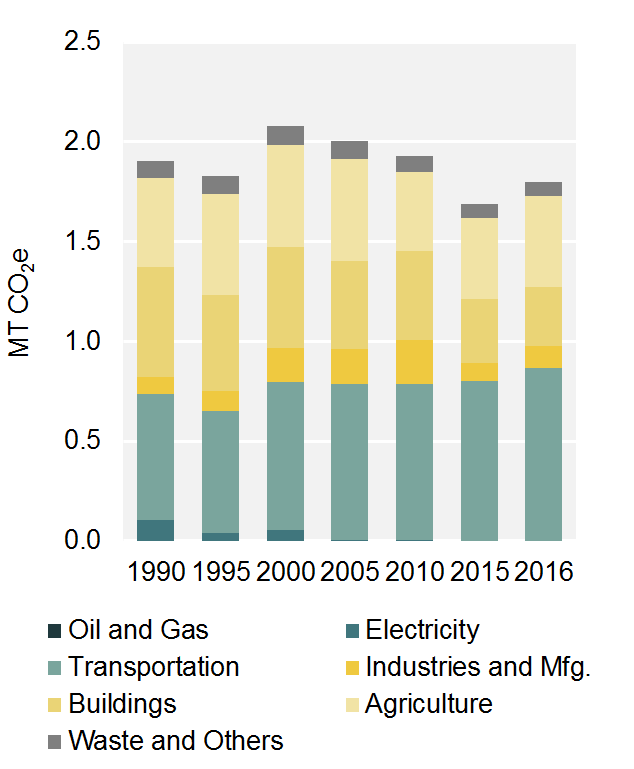 2.5
2.0
1.5
1.0
0.5
0.0
MT CO₂e
1990 1995 2000 2005 2010 2015 2016
Oil and Gas Electricity
Transportation Industries and Mfg.
Buildings Agriculture
Waste and Others